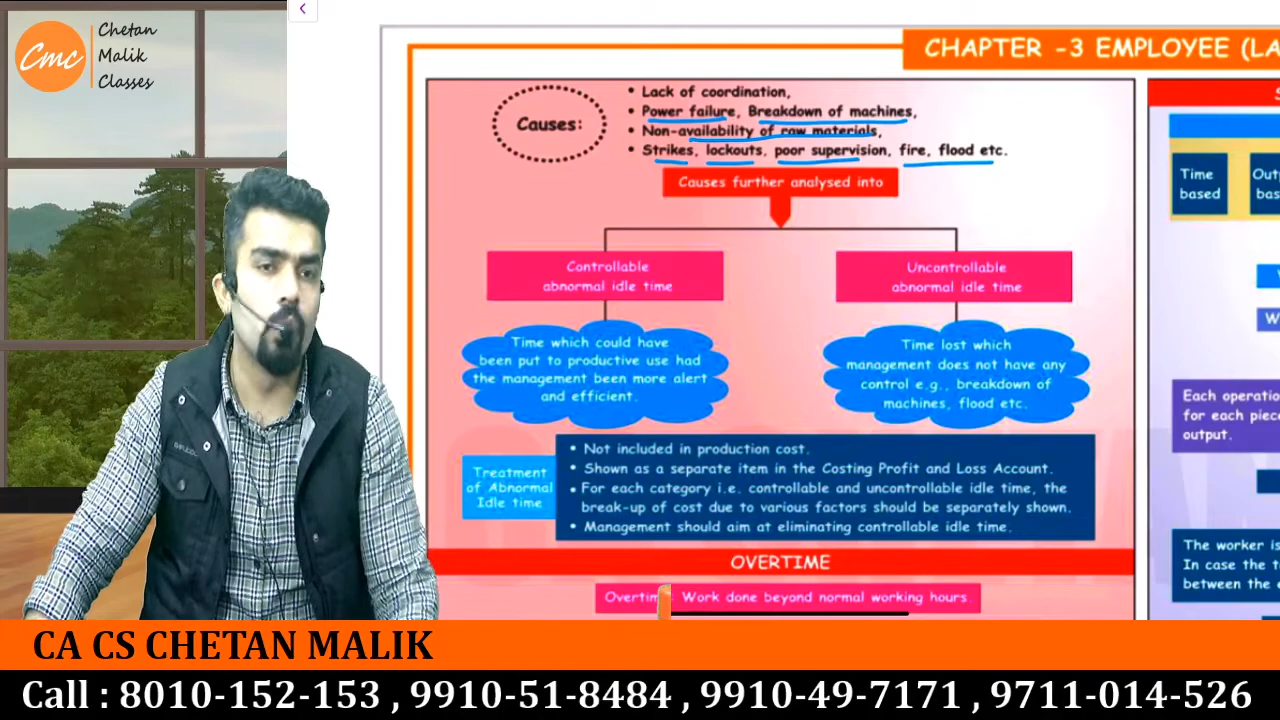 Cmc
Chetan
Malik
Classes
CHAPTER -3 EMPLOYEE (LA
Causes:
• Lack of coordination,
• Power failure, Breakdown of machines,
• Non-availability of raw materials,
• Strikes, lockouts, poor supervision, fire, flood etc.
Causes further analysed into
Controllable
abnormal idle time
Uncontrollable
abnormal idle time
Time which could have
been put to productive use had
the management been more alert
and efficient.
Time lost which
management does not have any
control e.g., breakdown of
machines, flood etc.
Treatment
of Abnormal
Idle time
• Not included in production cost.
• Shown as a separate item in the Costing Profit and Loss Account.
• For each category i.e. controllable and uncontrollable idle time, the
break-up of cost due to various factors should be separately shown.
• Management should aim at eliminating controllable idle time.
OVERTIME
Work done beyond normal working hours.
Time
based
Each operatio
for each piec
output.
The worker is
In case the t
between the e
CA CS CHETAN MALIK
Call : 8010-152-153 , 9910-51-8484 , 9910-49-7171 , 9711-014-526